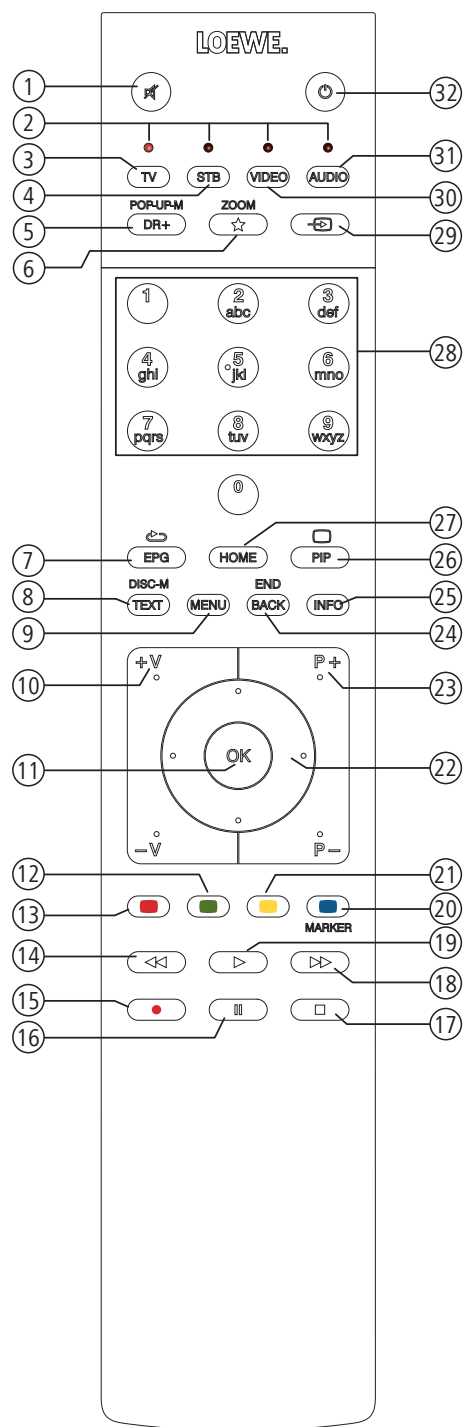 LOEWE.
1
32
2
3
TV
STB
VIDEO
AUDIO
31
4
30
POP-UP-M
ZOOM
5
DR+
29
6
1
2
abc
3
def
4
ghi
5
jkl
6
mno
28
7
pqrs
8
tuv
9
wxyz
0
27
7
EPG
HOME
PIP
26
DISC-M
END
8
TEXT
MENU
BACK
INFO
25
9
24
+V
P+
10
23
11
OK
22
–V
P–
12
21
13
20
MARKER
19
14
18
15
16
17